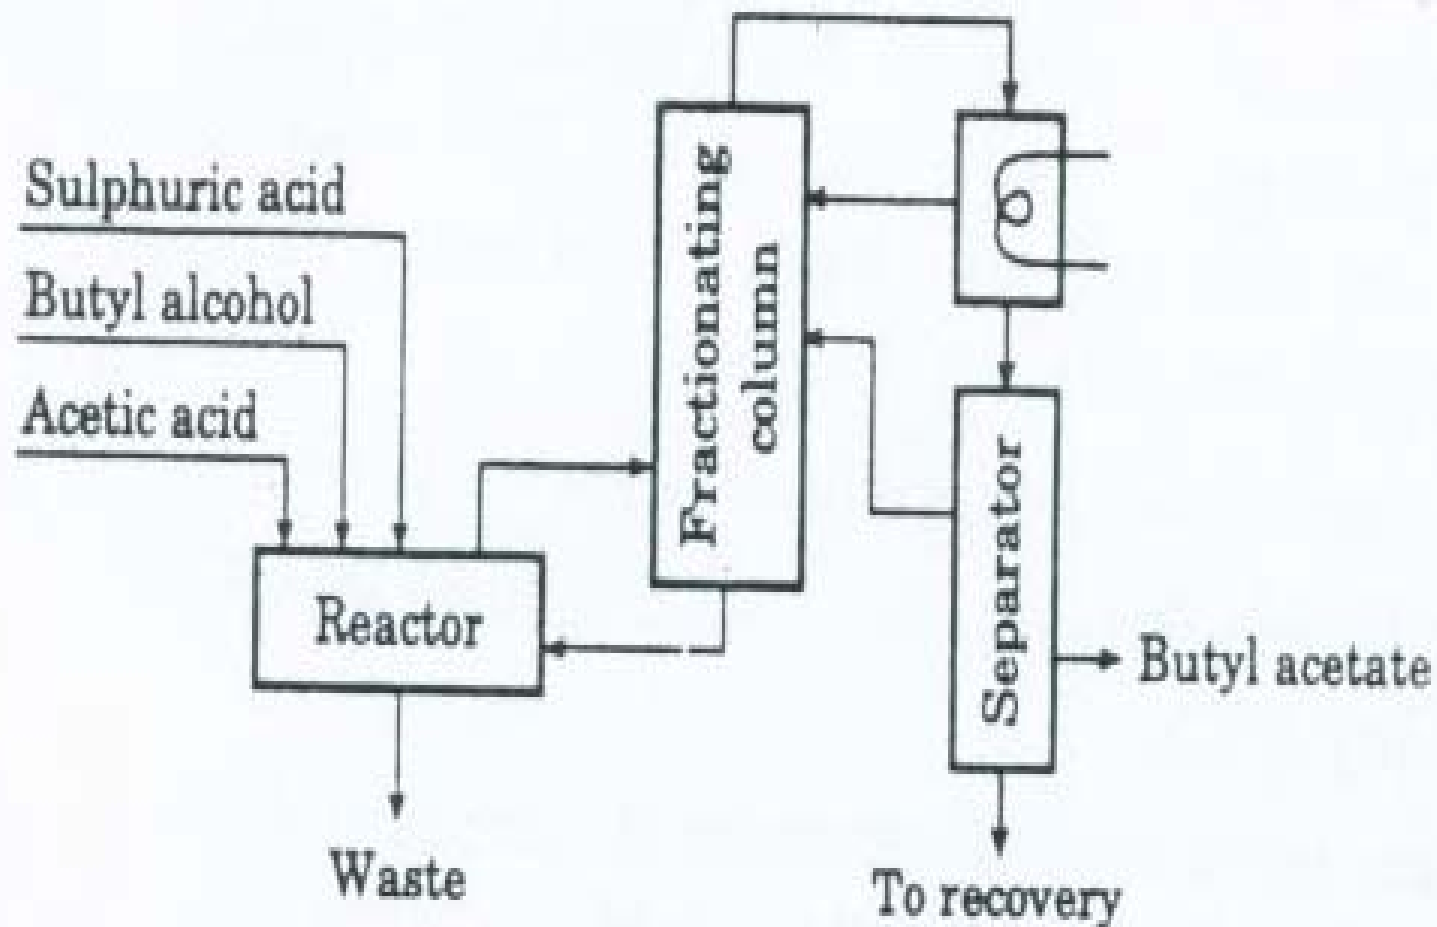 Sulphuric acid
Butyl alcohol
Acetic acid
Reactor
Waste
Fractionating
column
Separator
Butyl acetate
To recovery